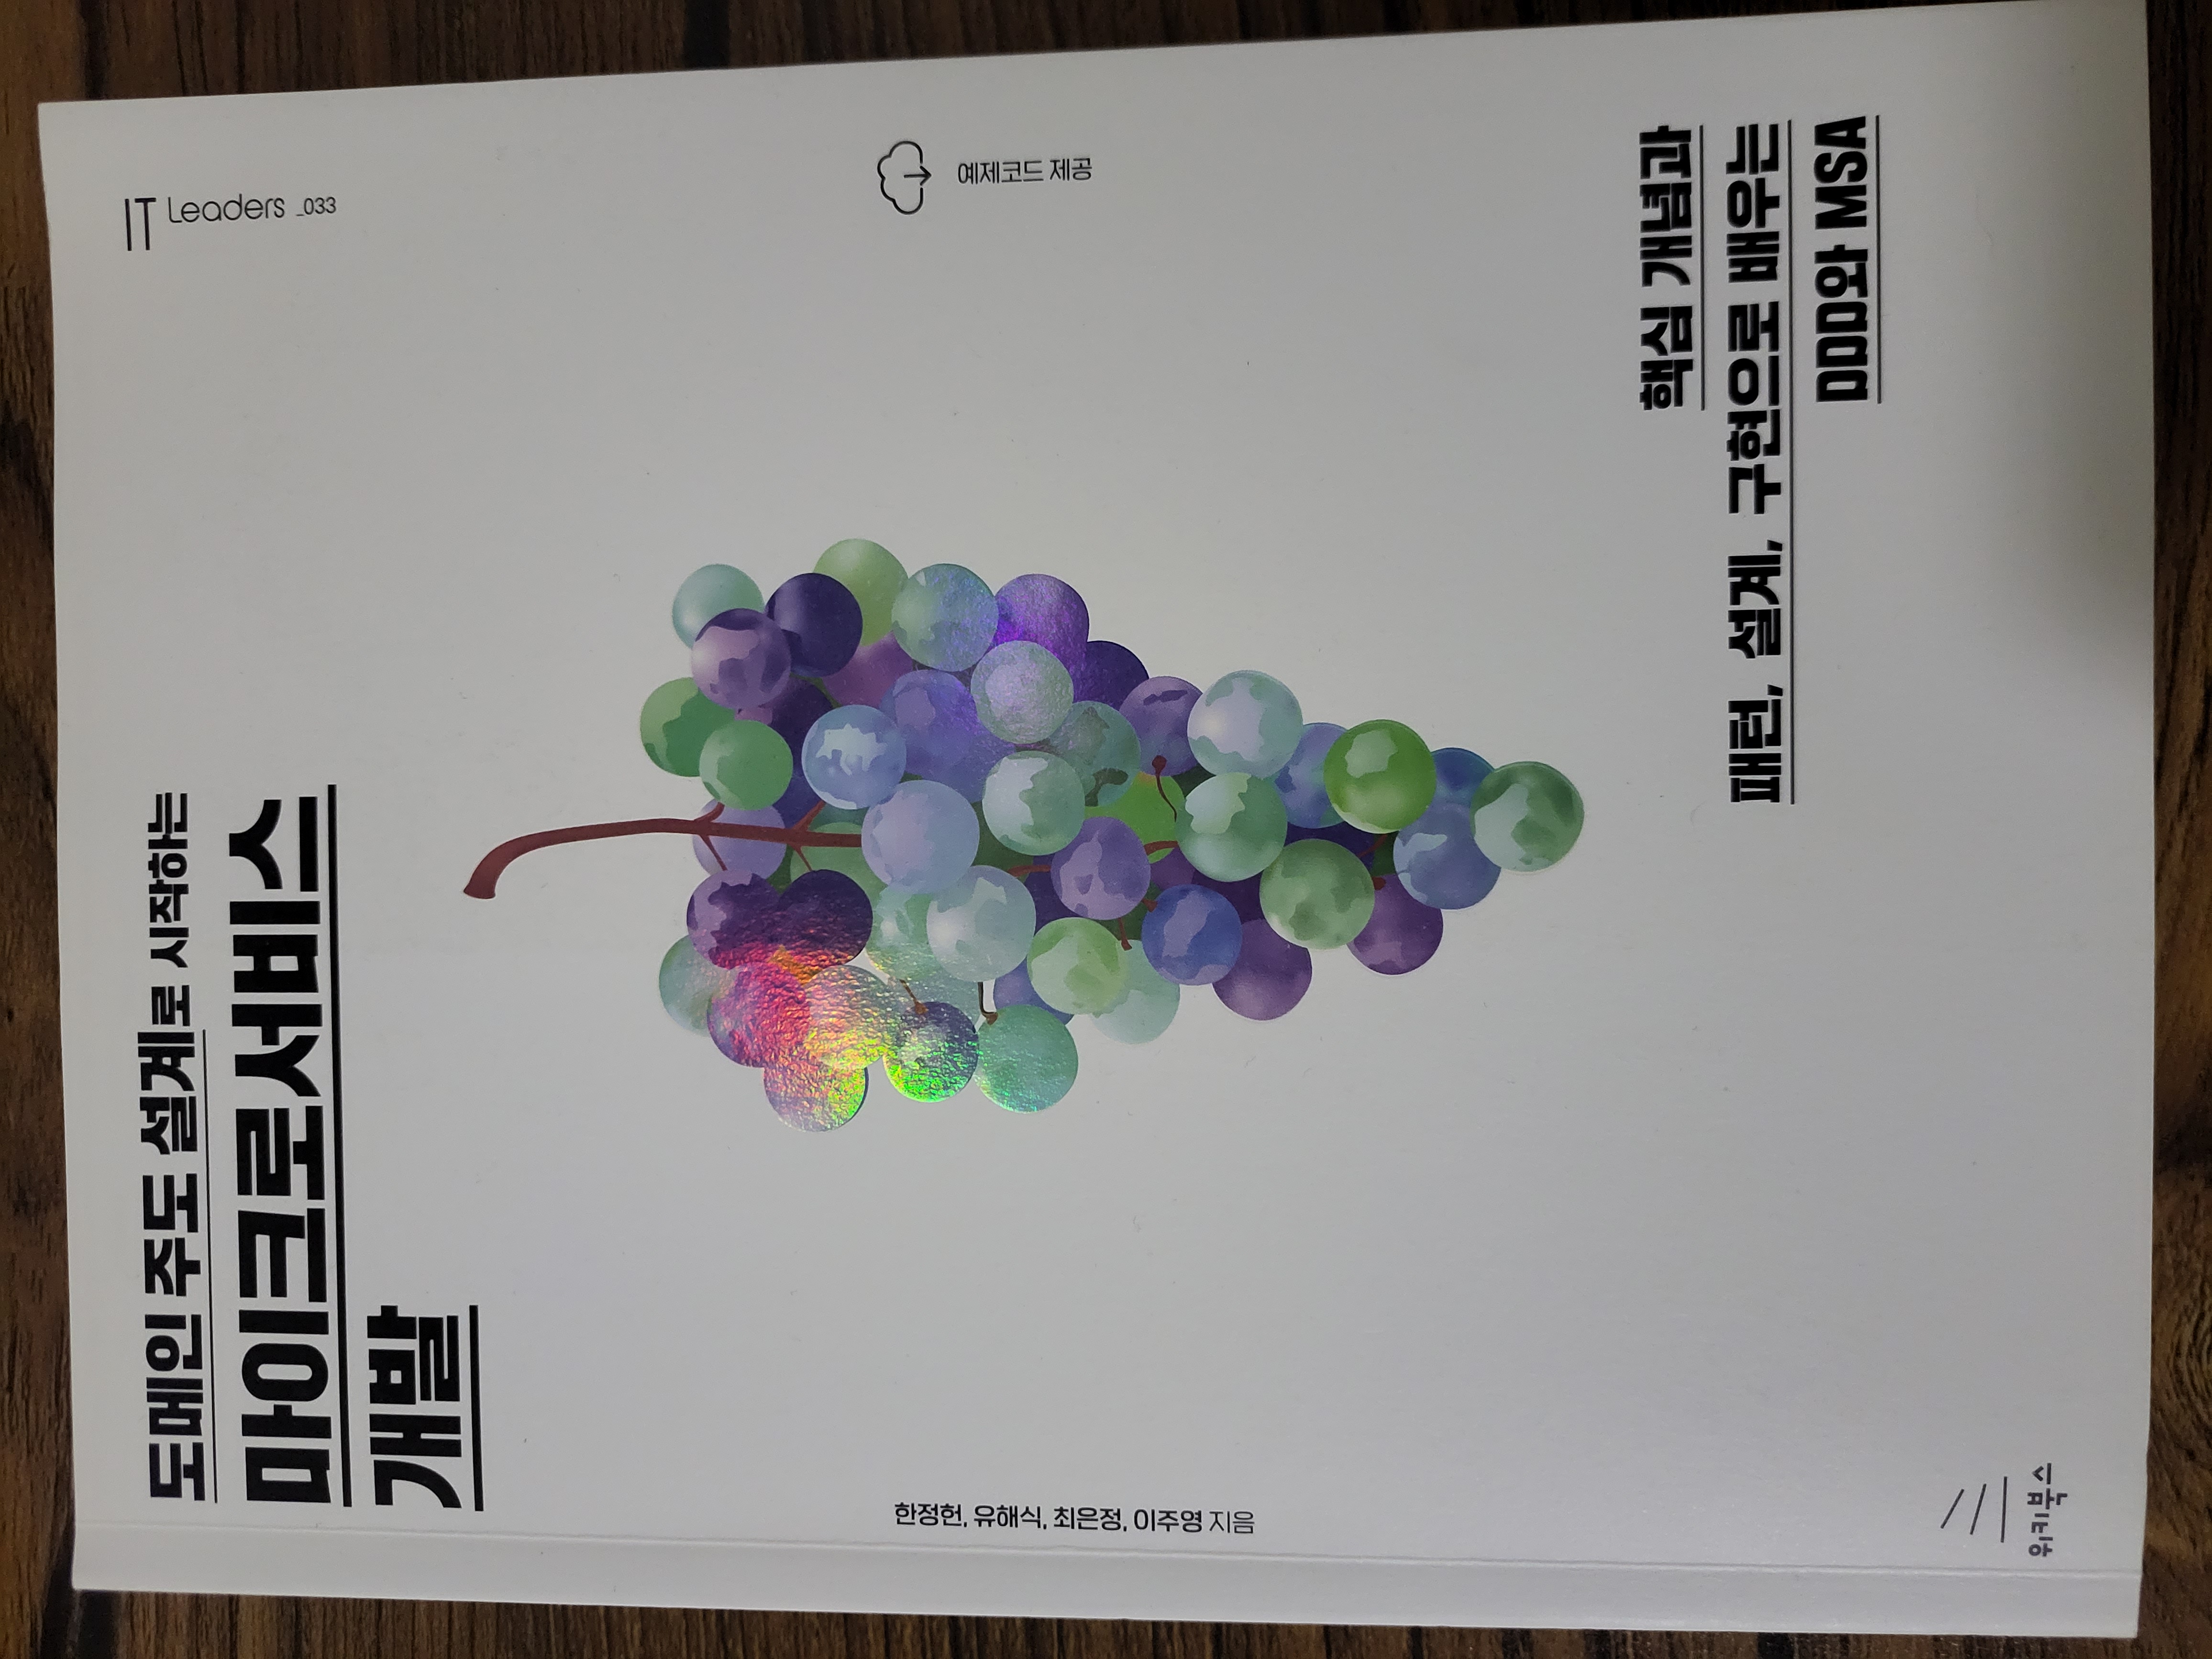 도메인 주도 설계로 시작하는
마이크로서비스
개발
IT Leaders _033
한정헌, 유해식, 최은정, 이주영 지음
예제코드 제공
핵심 개념과
패턴, 설계, 구현으로 배우는
DDD와 MSA
위키북스